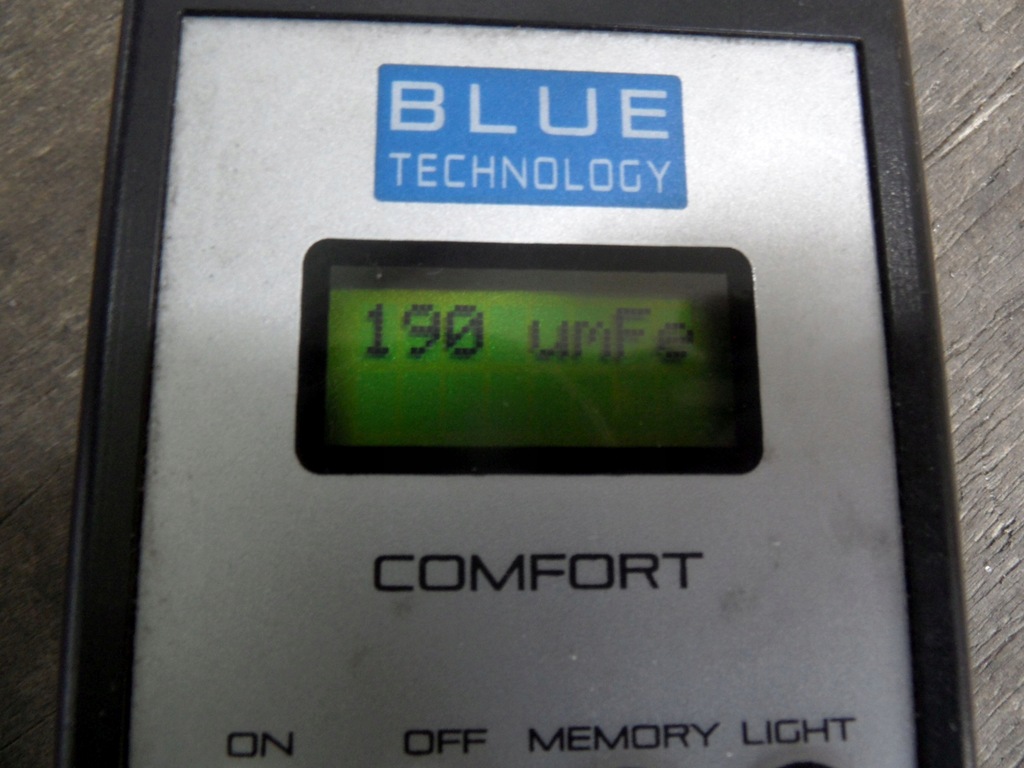 BLUE
TECHNOLOGY
190 umFe
COMFORT
ON OFF MEMORY LIGHT